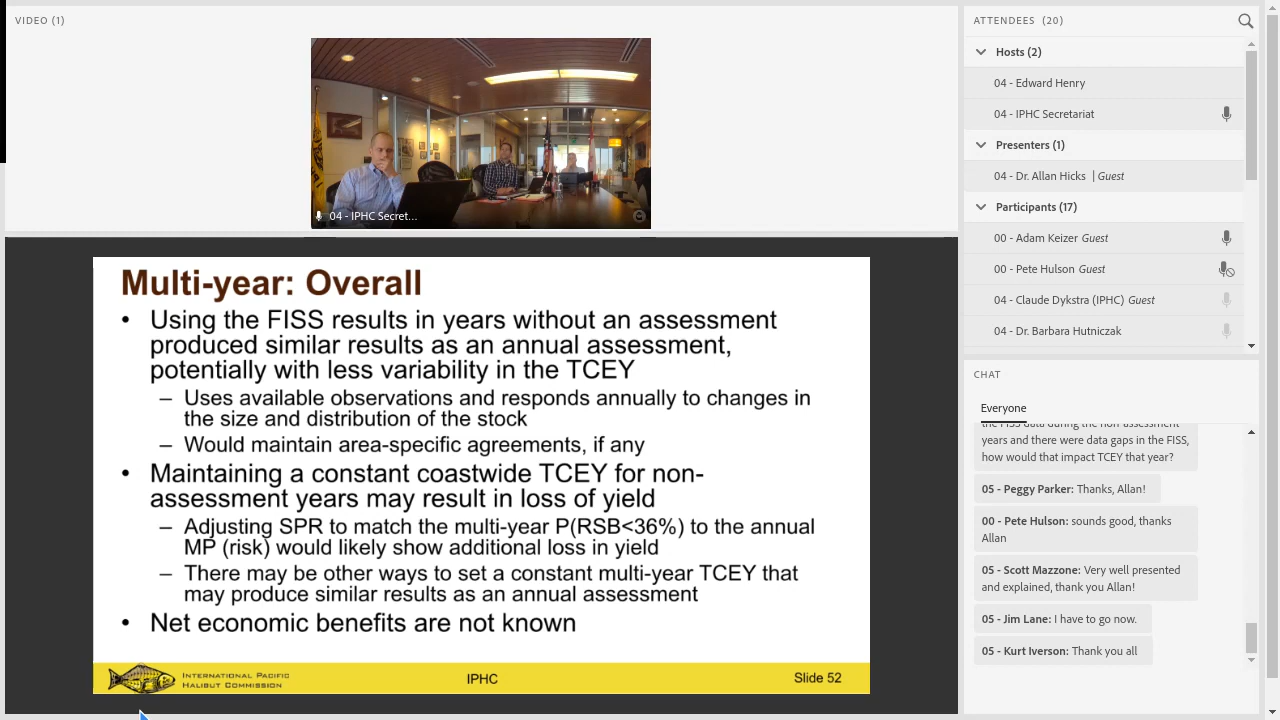 VIDEO (1)
04 - IPHC Secret...
Multi-year: Overall
• Using the FISS results in years without an assessment
produced similar results as an annual assessment,
potentially with less variability in the TCEY
– Uses available observations and responds annually to changes in
the size and distribution of the stock
– Would maintain area-specific agreements, if any
• Maintaining a constant coastwide TCEY for non-
assessment years may result in loss of yield
– Adjusting SPR to match the multi-year P(RSB<36%) to the annual
MP (risk) would likely show additional loss in yield
– There may be other ways to set a constant multi-year TCEY that
may produce similar results as an annual assessment
• Net economic benefits are not known
INTERNATIONAL PACIFIC
HALIBUT COMMISSION
IPHC
Slide 52
ATTENDEES (20)
Hosts (2)
04 - Edward Henry
04 - IPHC Secretariat
Presenters (1)
04 - Dr. Allan Hicks | Guest
Participants (17)
00 - Adam Keizer Guest
00 - Pete Hulson Guest
04 - Claude Dykstra (IPHC) Guest
04 - Dr. Barbara Hutniczak
CHAT
Everyone
the FISS data during the non-assessment
years and there were data gaps in the FISS,
how would that impact TCEY that year?
05 - Peggy Parker: Thanks, Allan!
00 - Pete Hulson: sounds good, thanks
Allan
05 - Scott Mazzone: Very well presented
and explained, thank you Allan!
05 - Jim Lane: I have to go now.
05 - Kurt Iverson: Thank you all